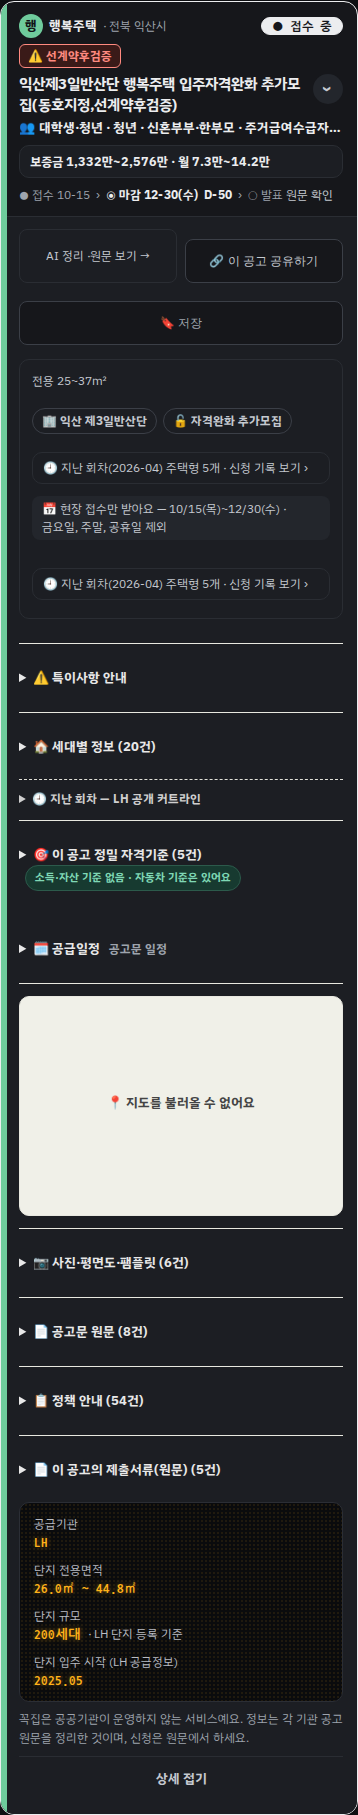 행 행복주택 · 전북 익산시 ● 접수 중
⚠️ 선계약후검증
익산제3일반산단 행복주택 입주자격완화 추가모
집(동호지정,선계약후검증)
👥 대학생·청년 · 청년 · 신혼부부·한부모 · 주거급여수급자...
보증금 1,332만~2,576만 · 월 7.3만~14.2만
● 접수 10-15 › ◉ 마감 12-30(수) D-50 › ○ 발표 원문 확인
AI 정리 ·원문 보기 →
🔗 이 공고 공유하기
🔖 저장
전용 25~37m²
🏢 익산 제3일반산단 🔓 자격완화 추가모집
🕘 지난 회차(2026-04) 주택형 5개 · 신청 기록 보기 ›
📅 현장 접수만 받아요 — 10/15(목)~12/30(수) ·
금요일, 주말, 공휴일 제외
🕘 지난 회차(2026-04) 주택형 5개 · 신청 기록 보기 ›
▶ ⚠️ 특이사항 안내
▶ 🏠 세대별 정보 (20건)
▶ 🕘 지난 회차 — LH 공개 커트라인
▶ 🎯 이 공고 정밀 자격기준 (5건)
소득·자산 기준 없음 · 자동차 기준은 있어요
▶ 🗓️ 공급일정 공고문 일정
📍 지도를 불러올 수 없어요
▶ 📷 사진·평면도·팸플릿 (6건)
▶ 📄 공고문 원문 (8건)
▶ 📋 정책 안내 (54건)
▶ 📄 이 공고의 제출서류(원문) (5건)
공급기관
LH
단지 전용면적
26.0㎡ ~ 44.8㎡
단지 규모
200세대 · LH 단지 등록 기준
단지 입주 시작 (LH 공급정보)
2025.05
꼭집은 공공기관이 운영하지 않는 서비스예요. 정보는 각 기관 공고
원문을 정리한 것이며, 신청은 원문에서 하세요.
상세 접기